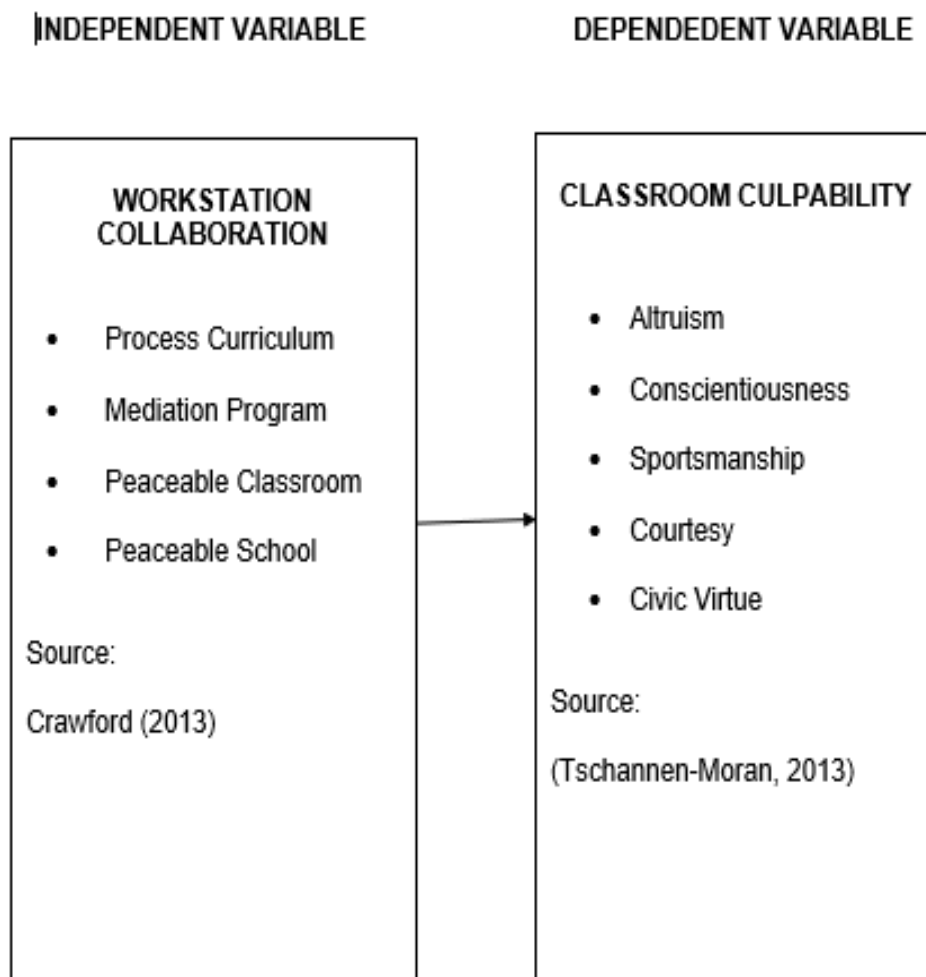 INDEPENDENT VARIABLE
DEPENDEDENT VARIABLE
WORKSTATION
COLLABORATION
• Process Curriculum
• Mediation Program
• Peaceable Classroom
• Peaceable School
Source:
Crawford (2013)
CLASSROOM CULPABILITY
• Altruism
• Conscientiousness
• Sportsmanship
• Courtesy
• Civic Virtue
Source:
(Tschannen-Moran, 2013)